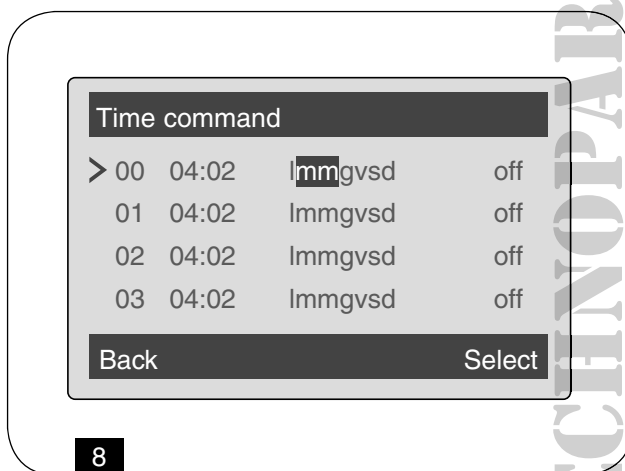 Time command
> 00 04:02 lmmgvsd off
01 04:02 lmmgvsd off
02 04:02 lmmgvsd off
03 04:02 lmmgvsd off
Back Select
8
CHNOPAR